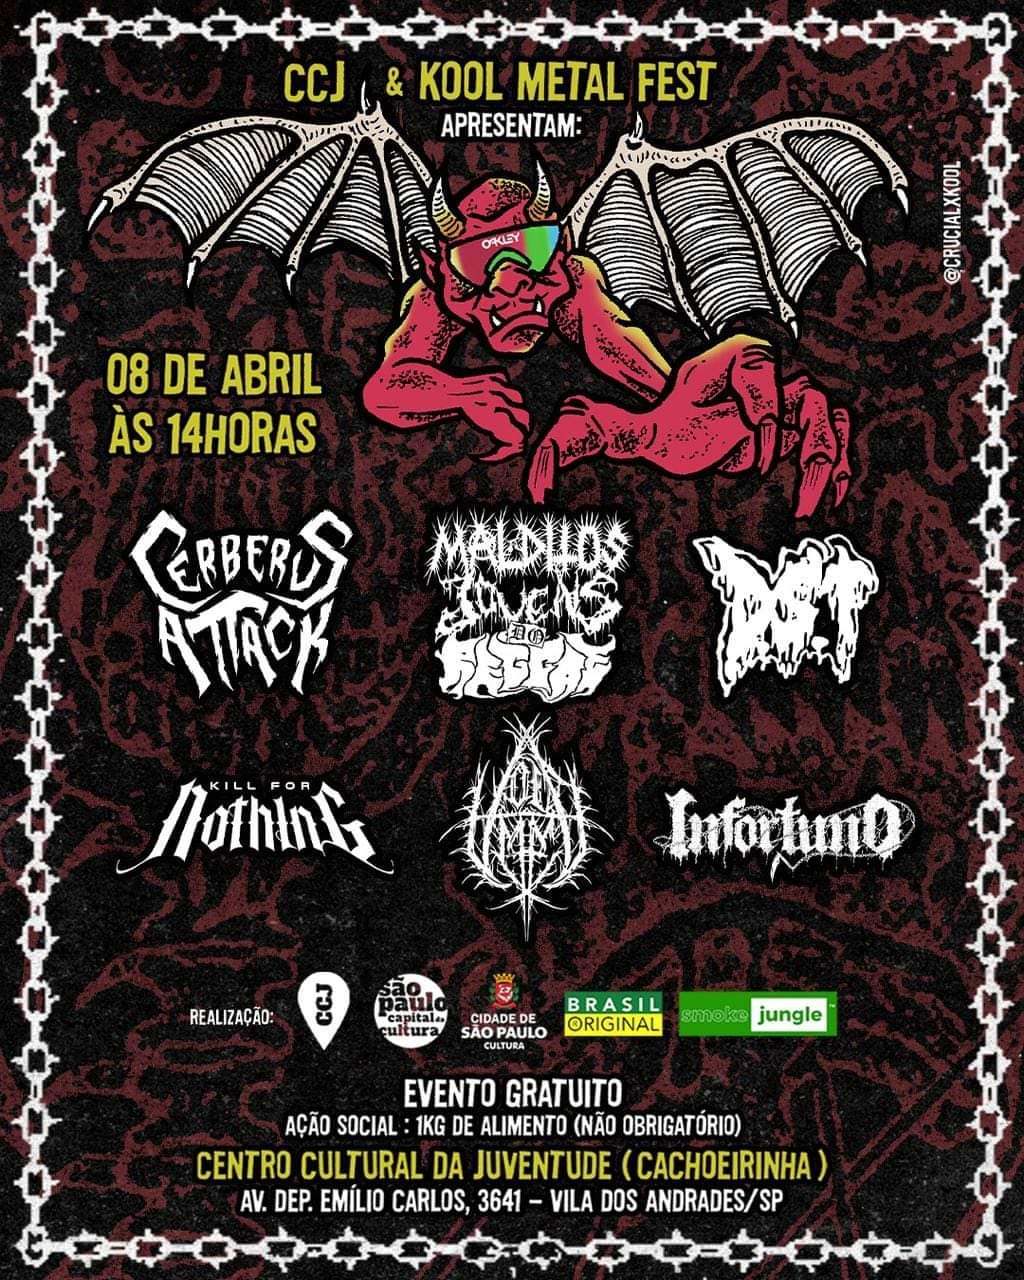 CCJ & KOOL METAL FEST
APRESENTAM:
@CRUCIALXKOOL
OAKLEY
08 DE ABRIL
ÀS 14HORAS
CERBERUS
ATTACK
MALDITOS
JOVENS
DO
REGGAE
DS.T
KILL FOR
NOTHING
INFORTUNO
REALIZAÇÃO:
CCJ
são
paulo
capital da
cultura
CIDADE DE
SÃO PAULO
CULTURA
BRASIL
ORIGINAL
smoke jungle
EVENTO GRATUITO
AÇÃO SOCIAL : 1KG DE ALIMENTO (NÃO OBRIGATÓRIO)
CENTRO CULTURAL DA JUVENTUDE ( CACHOEIRINHA )
AV. DEP. EMÍLIO CARLOS, 3641 – VILA DOS ANDRADES/SP